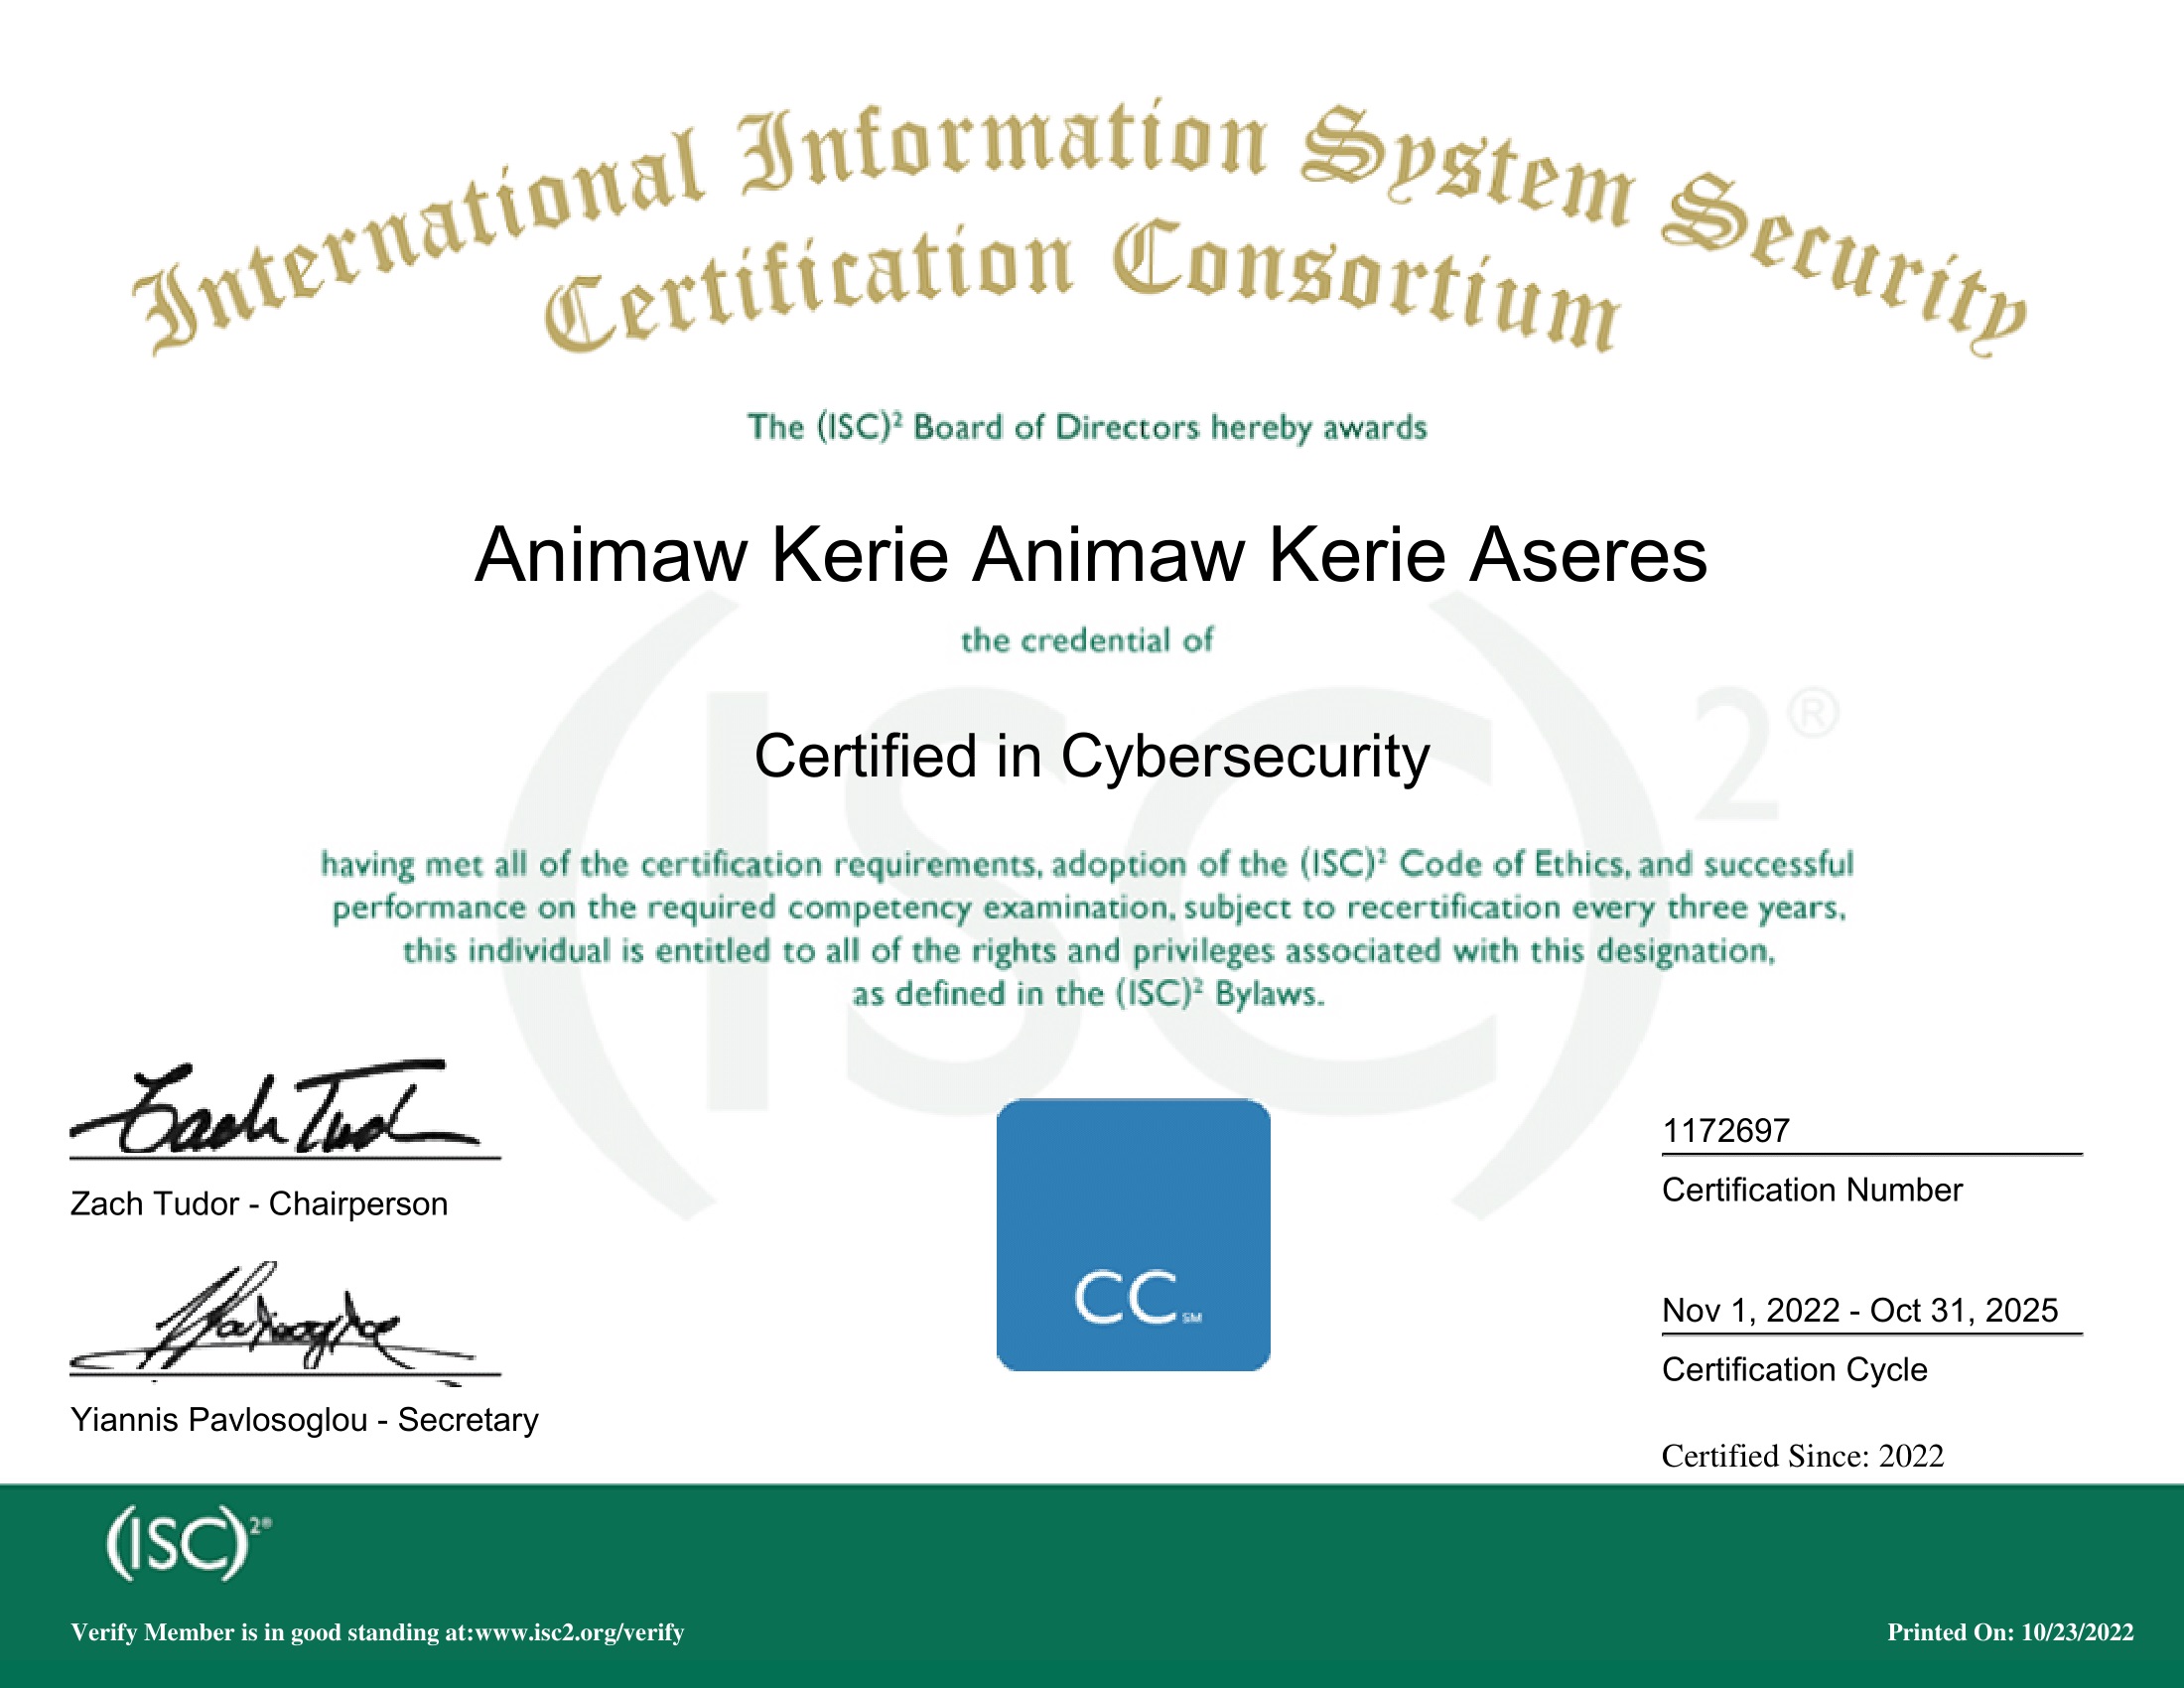 International Information System Security
Certification Consortium
The (ISC)² Board of Directors hereby awards
Animaw Kerie Animaw Kerie Aseres
the credential of
Certified in Cybersecurity
having met all of the certification requirements, adoption of the (ISC)² Code of Ethics, and successful
performance on the required competency examination, subject to recertification every three years,
this individual is entitled to all of the rights and privileges associated with this designation,
as defined in the (ISC)² Bylaws.
(ISC)²®
Zach Tudor
Zach Tudor - Chairperson
Yiannis Pavlosoglou - Secretary
CC SM
1172697
Certification Number
Nov 1, 2022 - Oct 31, 2025
Certification Cycle
Certified Since: 2022
(ISC)²®
Verify Member is in good standing at:www.isc2.org/verify
Printed On: 10/23/2022